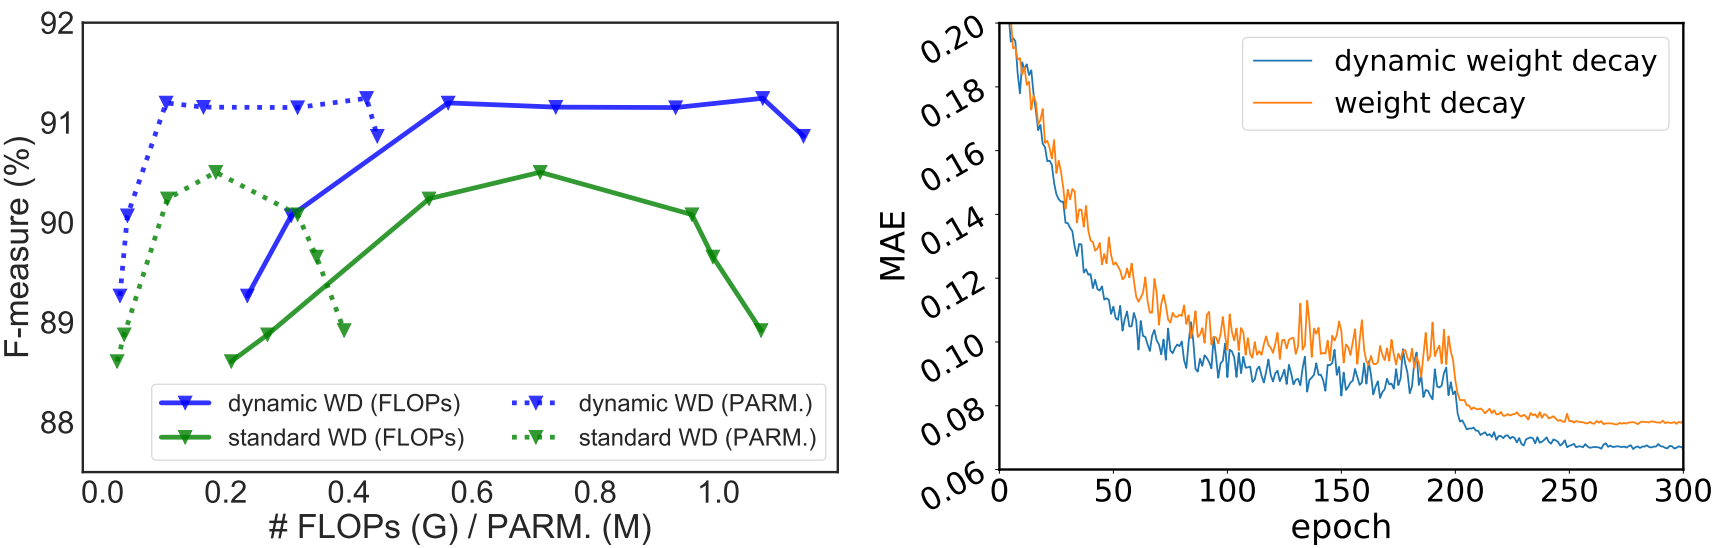 92
91
90
89
88
F-measure (%)
dynamic WD (FLOPs)
standard WD (FLOPs)
dynamic WD (PARM.)
standard WD (PARM.)
0.0 0.2 0.4 0.6 0.8 1.0
# FLOPs (G) / PARM. (M)
0.20
0.18
0.16
0.14
0.12
0.10
0.08
0.06
MAE
dynamic weight decay
weight decay
0 50 100 150 200 250 300
epoch